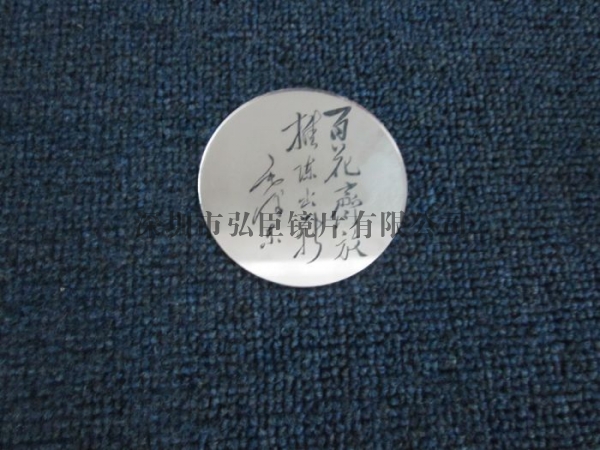 百花齊放
推陈出新
毛泽东
深圳市弘臣镜片有限公司